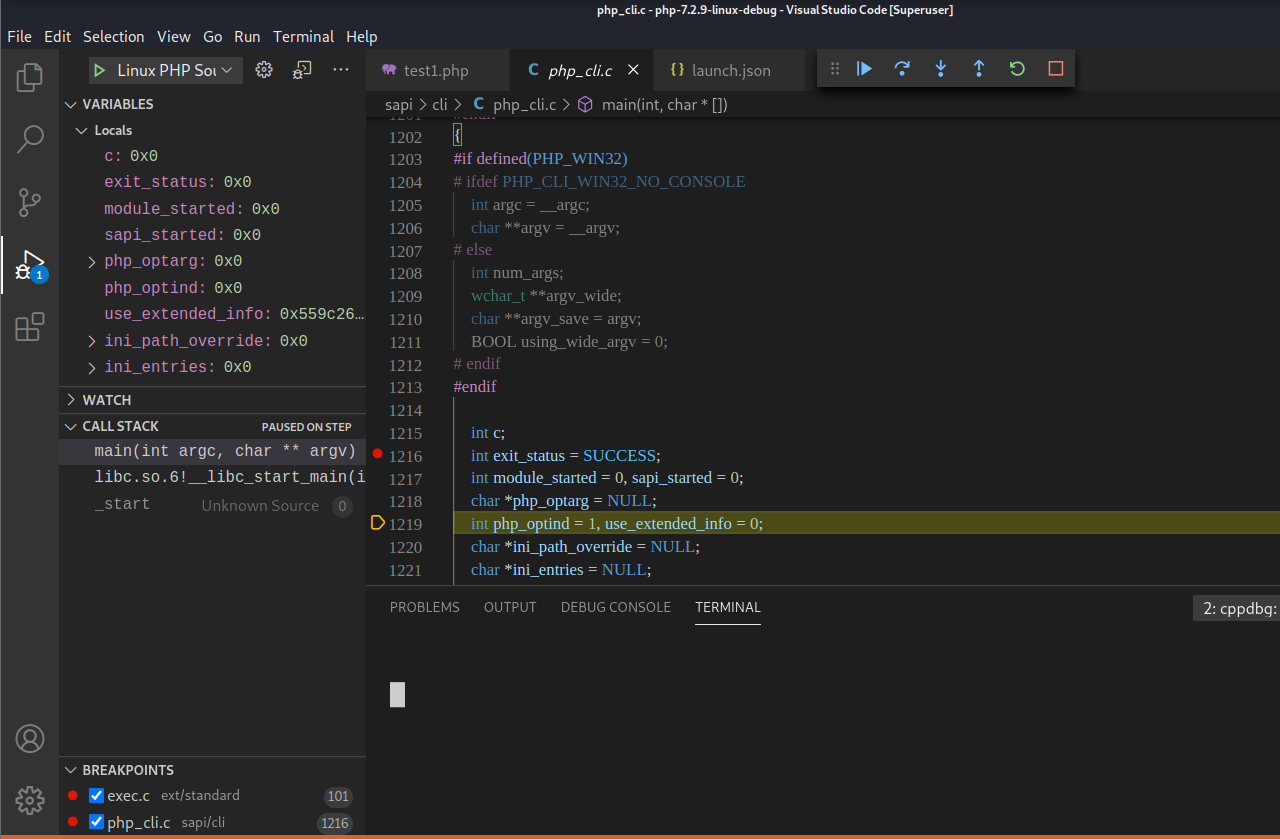 php_cli.c - php-7.2.9-linux-debug - Visual Studio Code [Superuser]
File Edit Selection View Go Run Terminal Help
Linux PHP Sou
VARIABLES
Locals
c: 0x0
exit_status: 0x0
module_started: 0x0
sapi_started: 0x0
php_optarg: 0x0
php_optind: 0x0
use_extended_info: 0x559c26…
ini_path_override: 0x0
ini_entries: 0x0
WATCH
CALL STACK PAUSED ON STEP
main(int argc, char ** argv)
libc.so.6!__libc_start_main(i
_start Unknown Source 0
BREAKPOINTS
exec.c ext/standard 101
php_cli.c sapi/cli 1216
1
test1.php php_cli.c launch.json
sapi > cli > C php_cli.c > main(int, char * [])
1201 #endif
1202 {
1203 #if defined(PHP_WIN32)
1204 # ifdef PHP_CLI_WIN32_NO_CONSOLE
1205 int argc = __argc;
1206 char **argv = __argv;
1207 # else
1208 int num_args;
1209 wchar_t **argv_wide;
1210 char **argv_save = argv;
1211 BOOL using_wide_argv = 0;
1212 # endif
1213 #endif
1214
1215 int c;
1216 int exit_status = SUCCESS;
1217 int module_started = 0, sapi_started = 0;
1218 char *php_optarg = NULL;
1219 int php_optind = 1, use_extended_info = 0;
1220 char *ini_path_override = NULL;
1221 char *ini_entries = NULL;
PROBLEMS OUTPUT DEBUG CONSOLE TERMINAL 2: cppdbg: